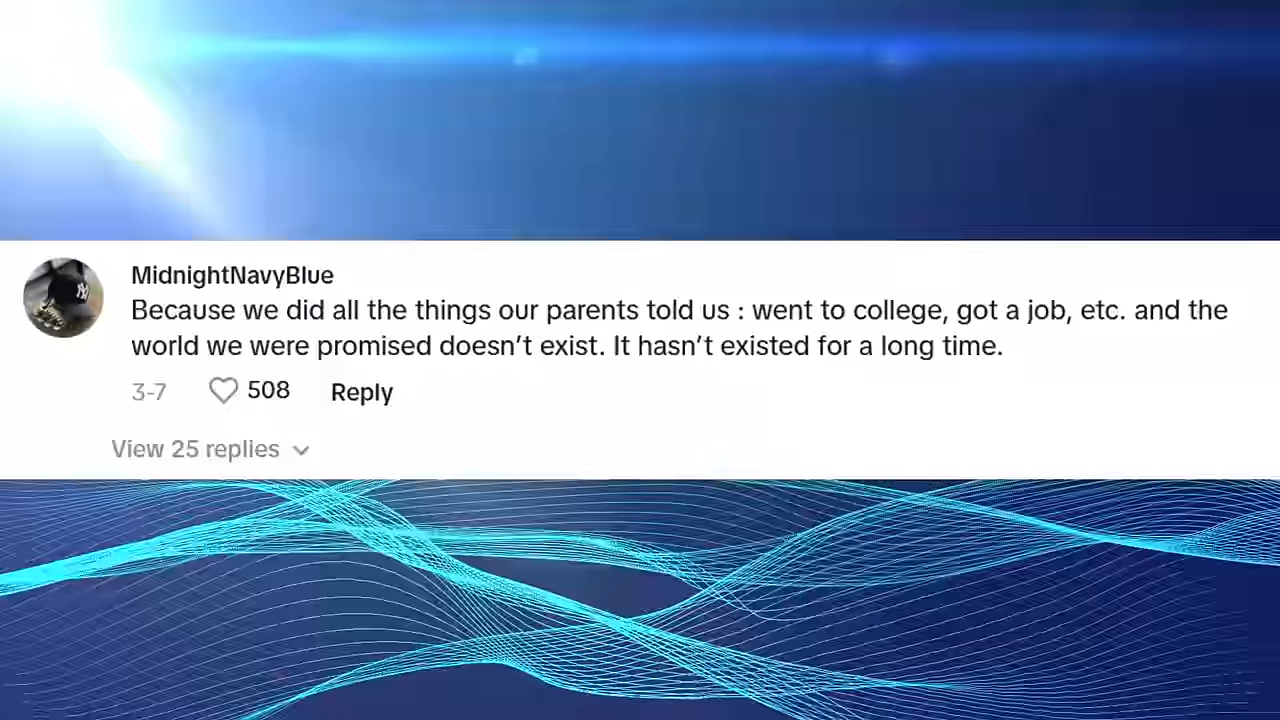 MidnightNavyBlue
Because we did all the things our parents told us : went to college, got a job, etc. and the
world we were promised doesn’t exist. It hasn’t existed for a long time.
3-7 508 Reply
View 25 replies